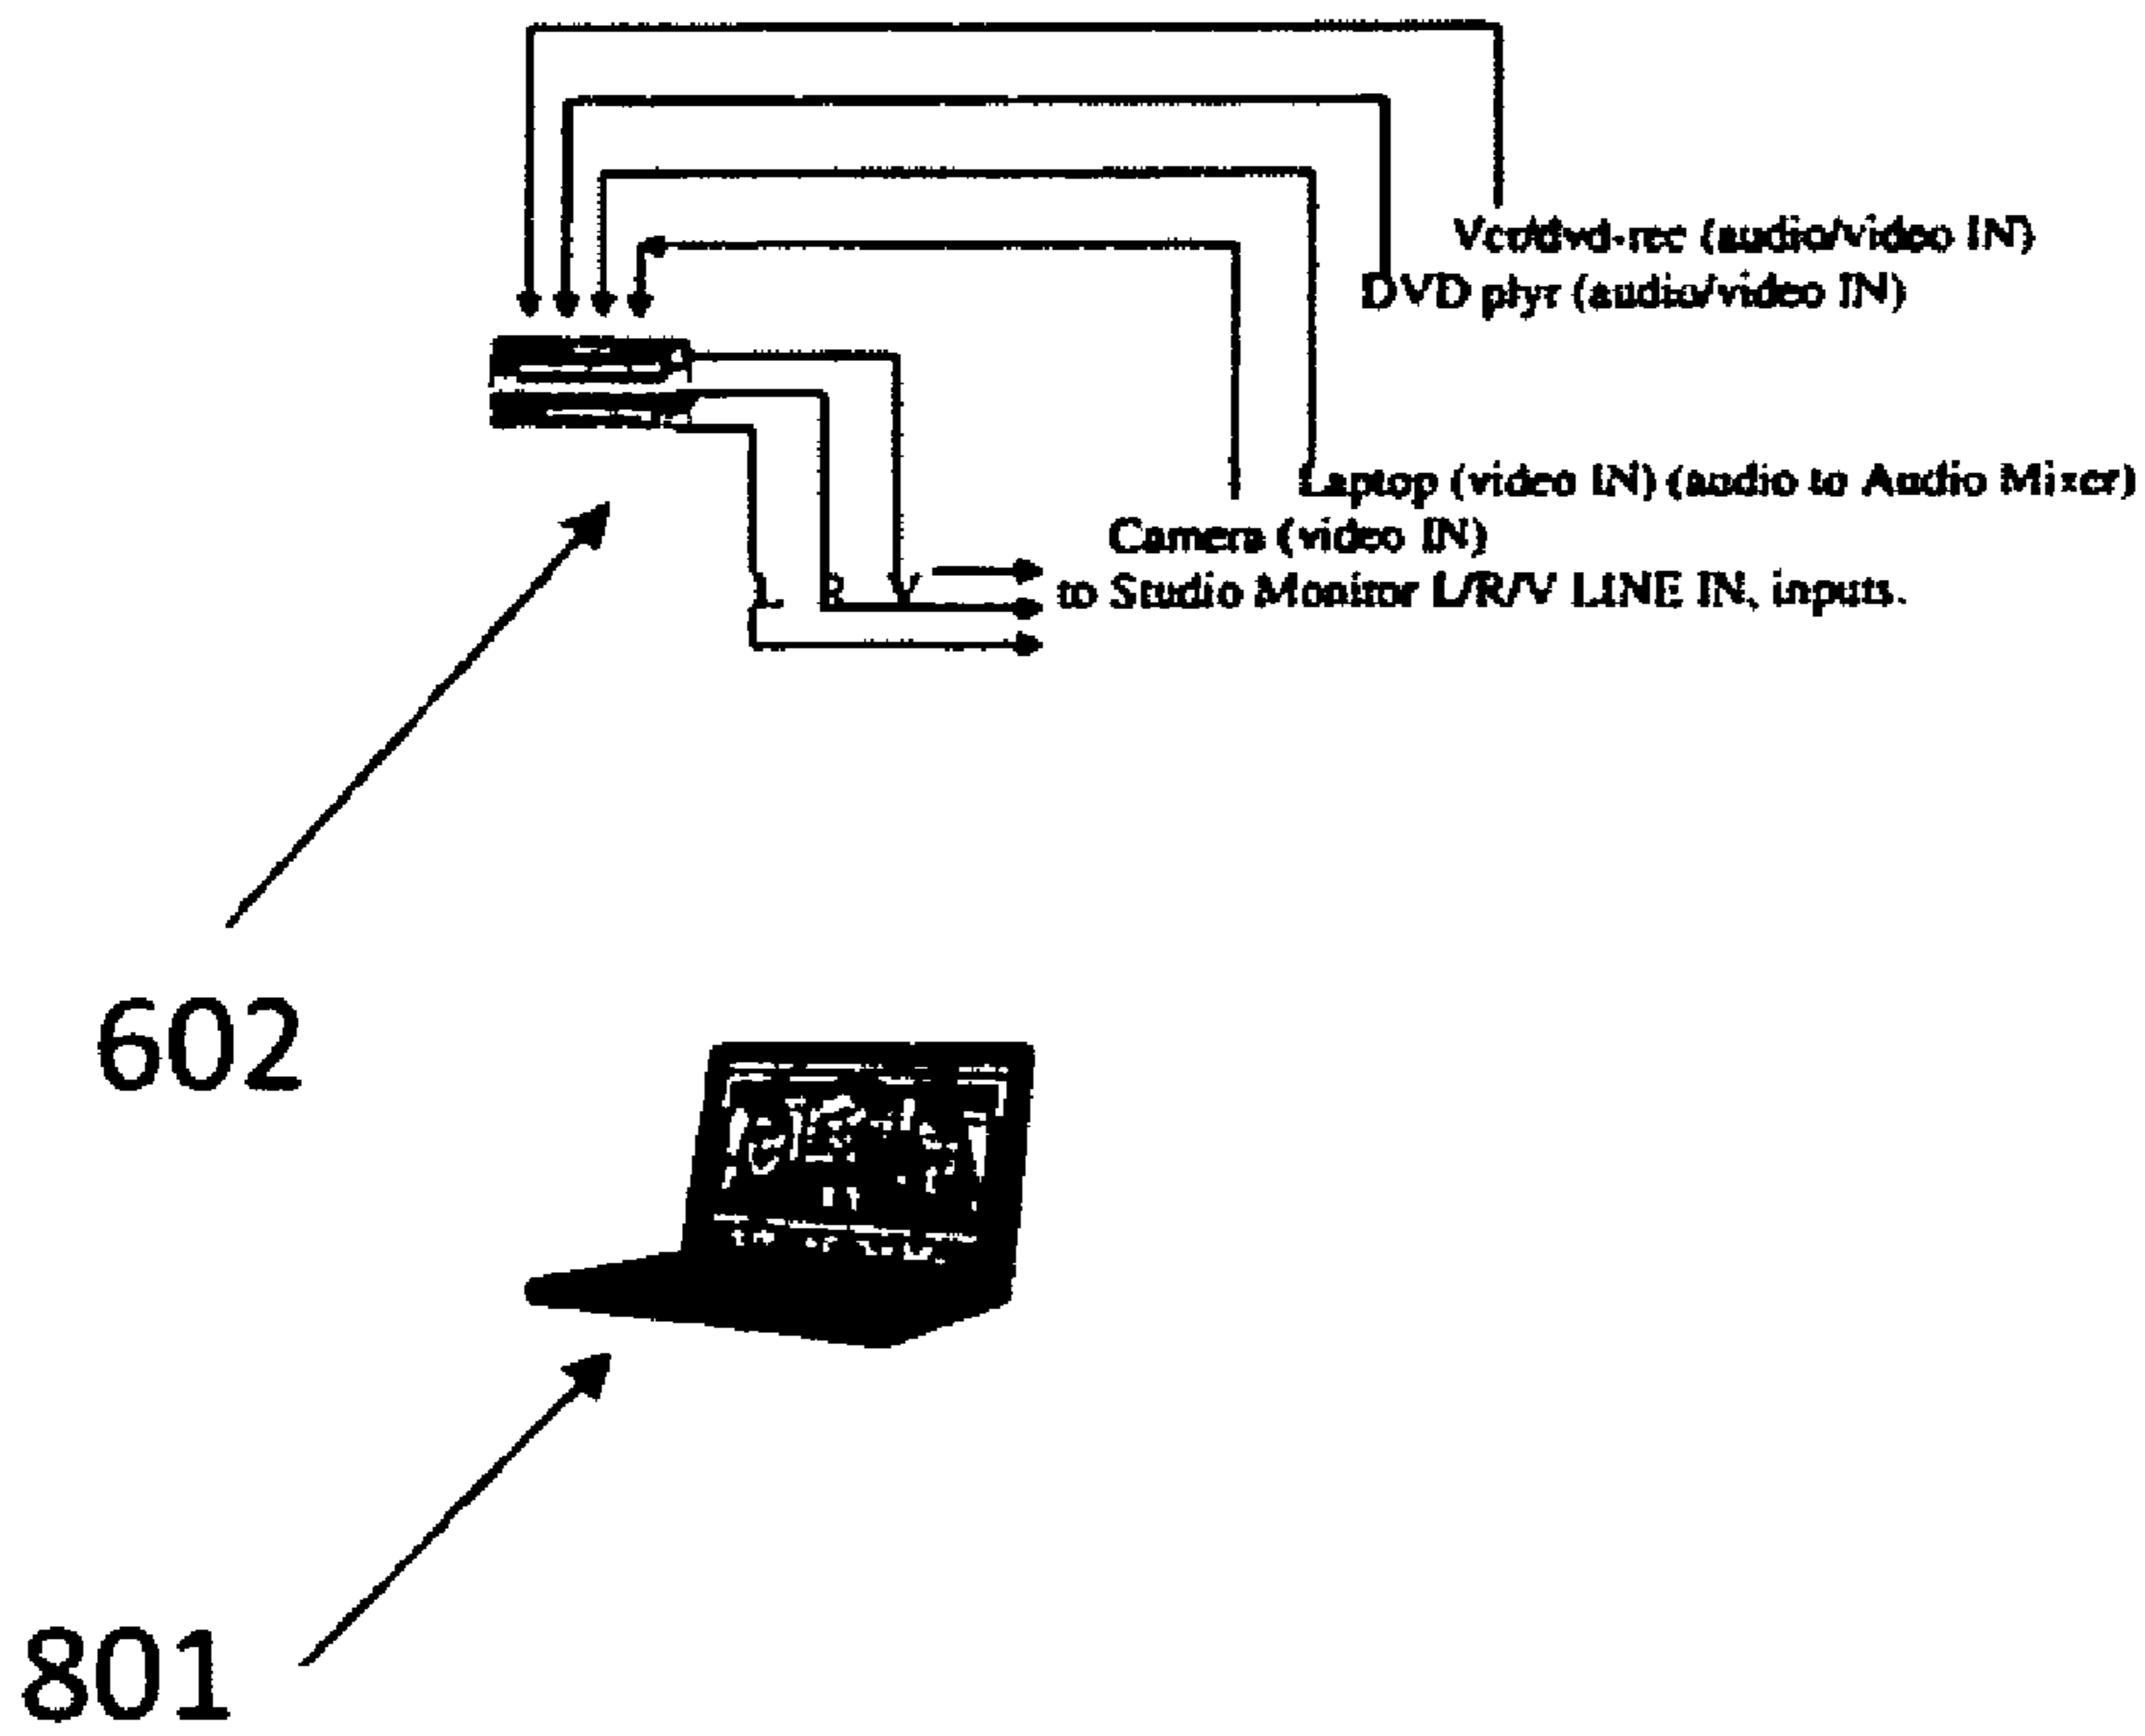 Vcr/dvd-rec (audio/video IN)
DVD plyr (audio/video IN)
Laptop (video IN) (audio to Audio Mixer)
Camera (video IN)
L R V
to Studio Monitor L/R/V LINE IN, inputs.
602
801